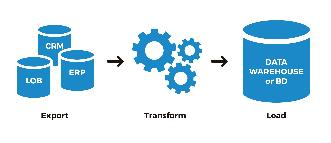 CRM
LOB
ERP
DATA
WAREHOUSE
or BD
Export
Transform
Load